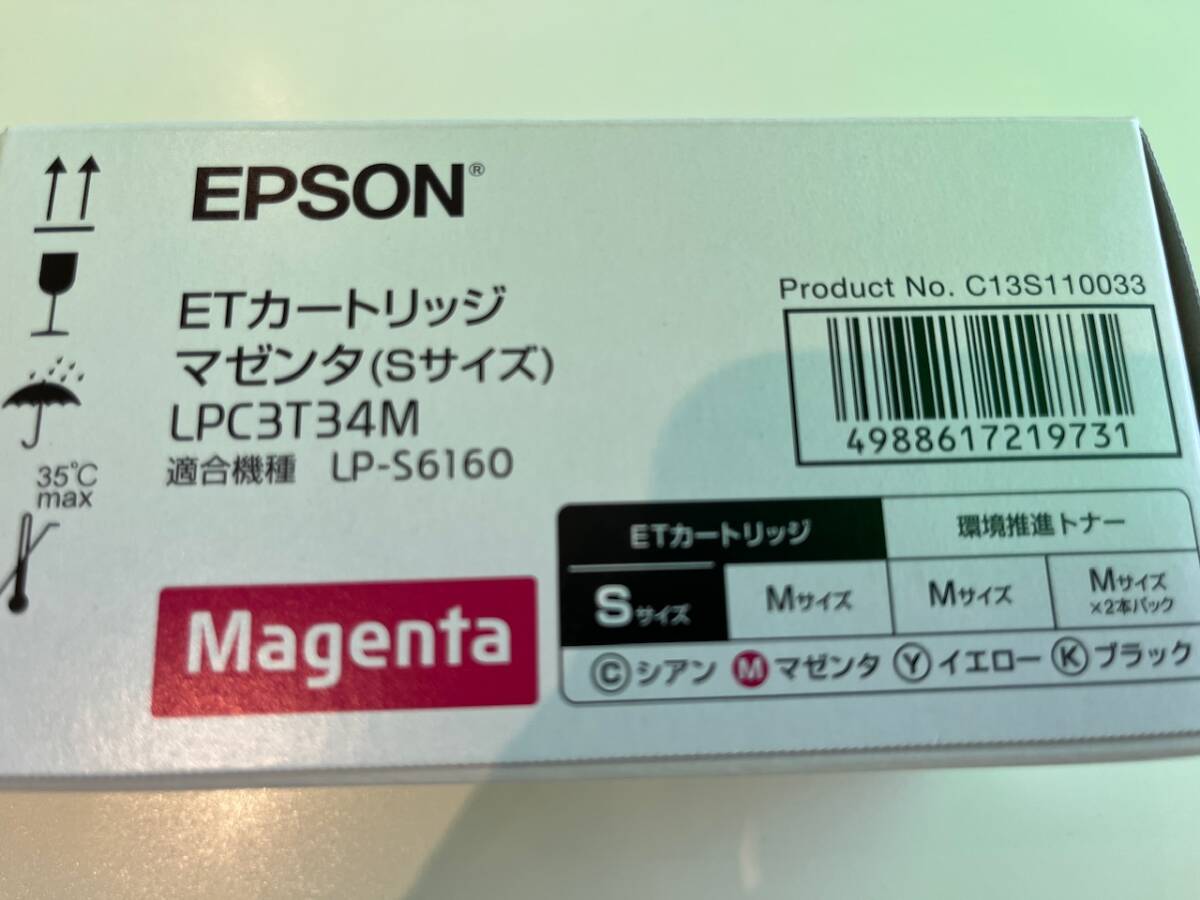 EPSON®
ETカートリッジ
マゼンタ(Sサイズ)
LPC3T34M
適合機種 LP-S6160
35℃
max
Magenta
Product No. C13S110033
4988617219731
ETカートリッジ 環境推進トナー
Sサイズ Mサイズ Mサイズ Mサイズ
×2本パック
Cシアン Mマゼンタ Yイエロー Kブラック